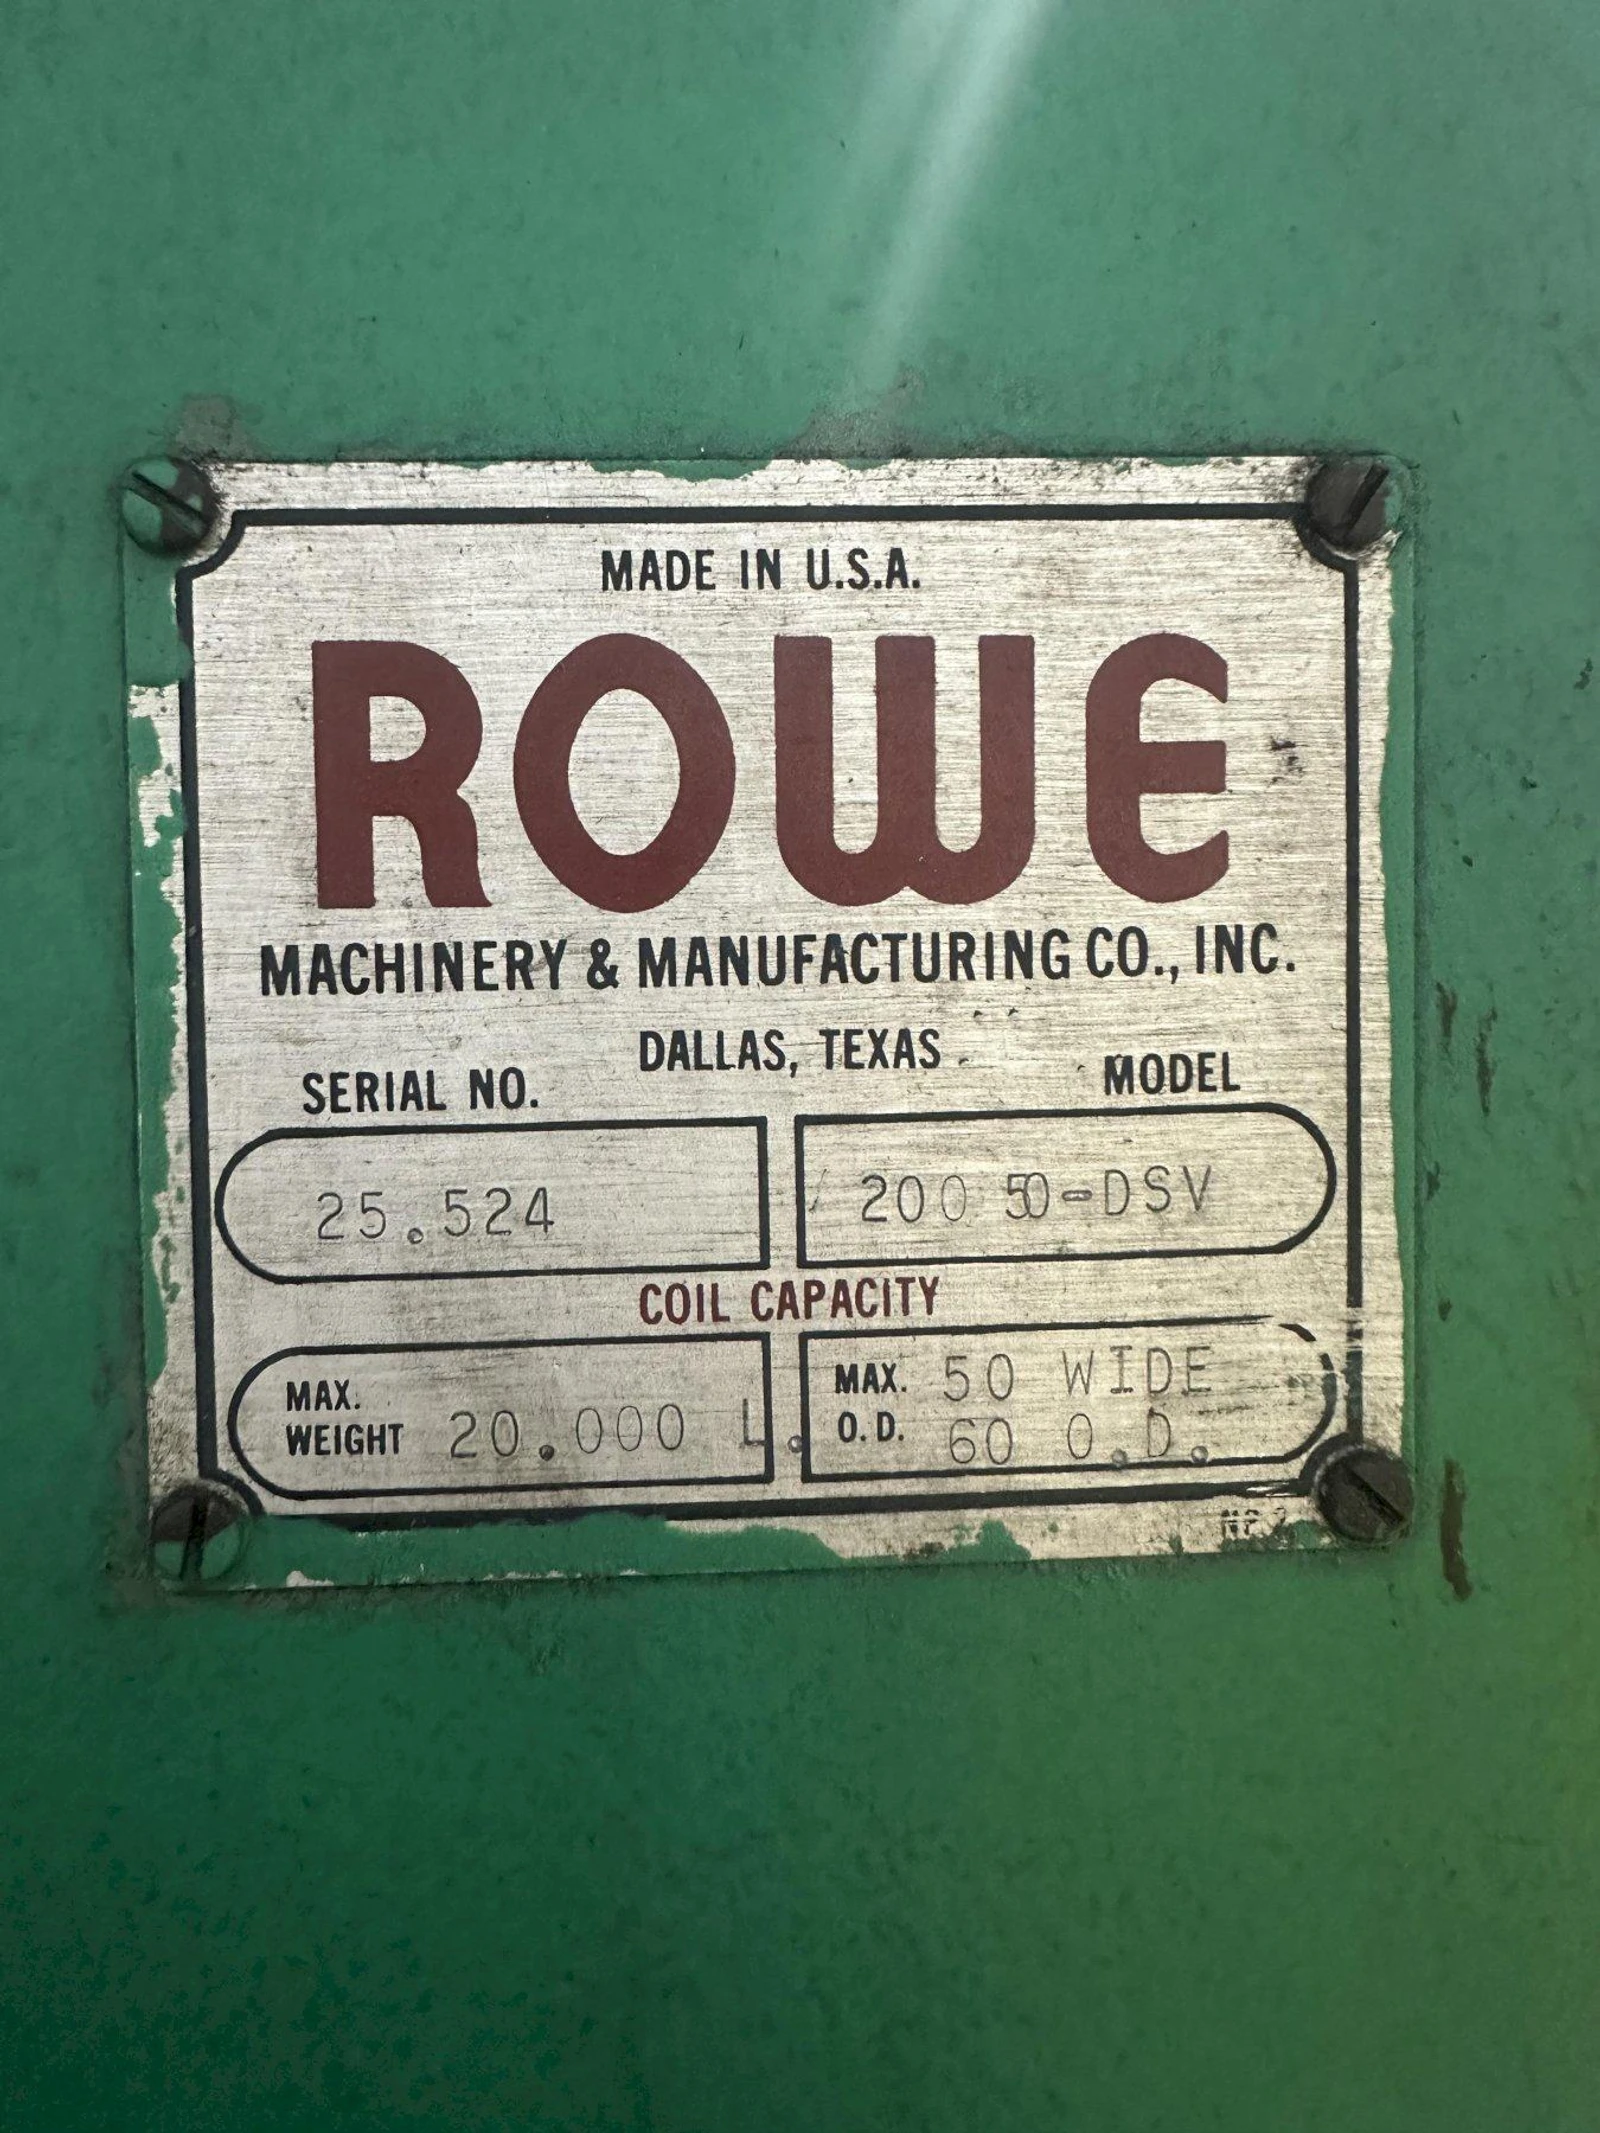 MADE IN U.S.A.
ROWE
MACHINERY & MANUFACTURING CO., INC.
DALLAS, TEXAS
SERIAL NO.
MODEL
25.524
200 50-DSV
COIL CAPACITY
MAX.
WEIGHT 20.000 L.
MAX. 50 WIDE
O.D. 60 O.D.